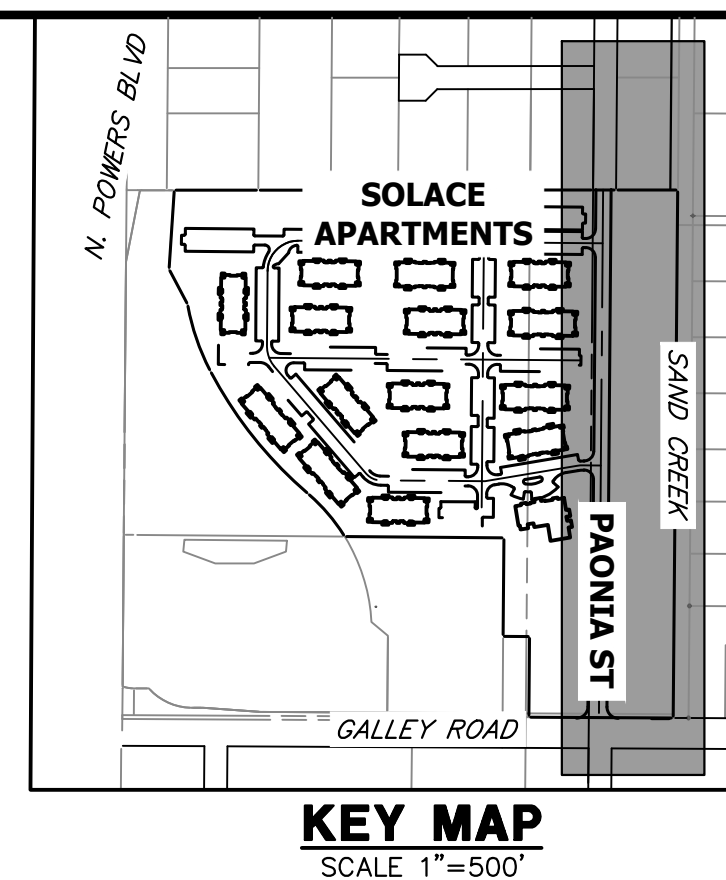 N. POWERS BLVD
SOLACE
APARTMENTS
SAND CREEK
PAONIA ST
GALLEY ROAD
KEY MAP
SCALE 1"=500'